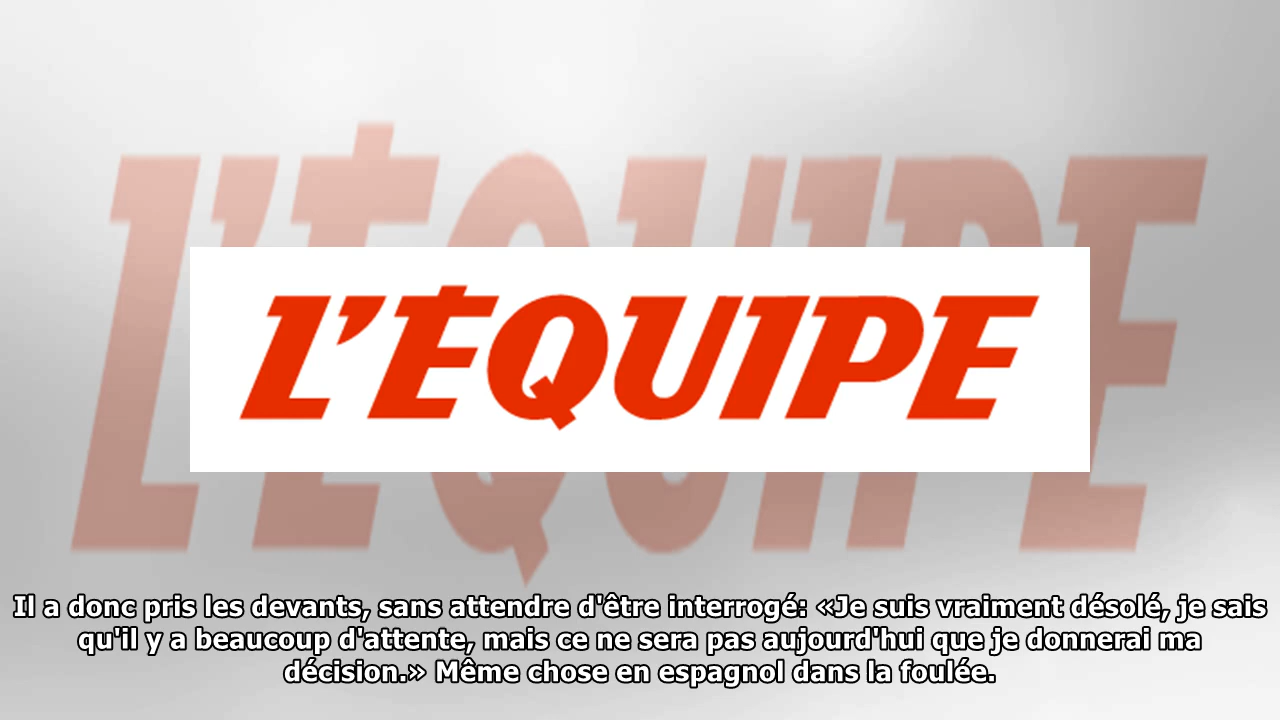 L'ÉQUIPE
L'ÉQUIPE
Il a donc pris les devants, sans attendre d'être interrogé: «Je suis vraiment désolé, je sais
qu'il y a beaucoup d'attente, mais ce ne sera pas aujourd'hui que je donnerai ma
décision.» Même chose en espagnol dans la foulée.